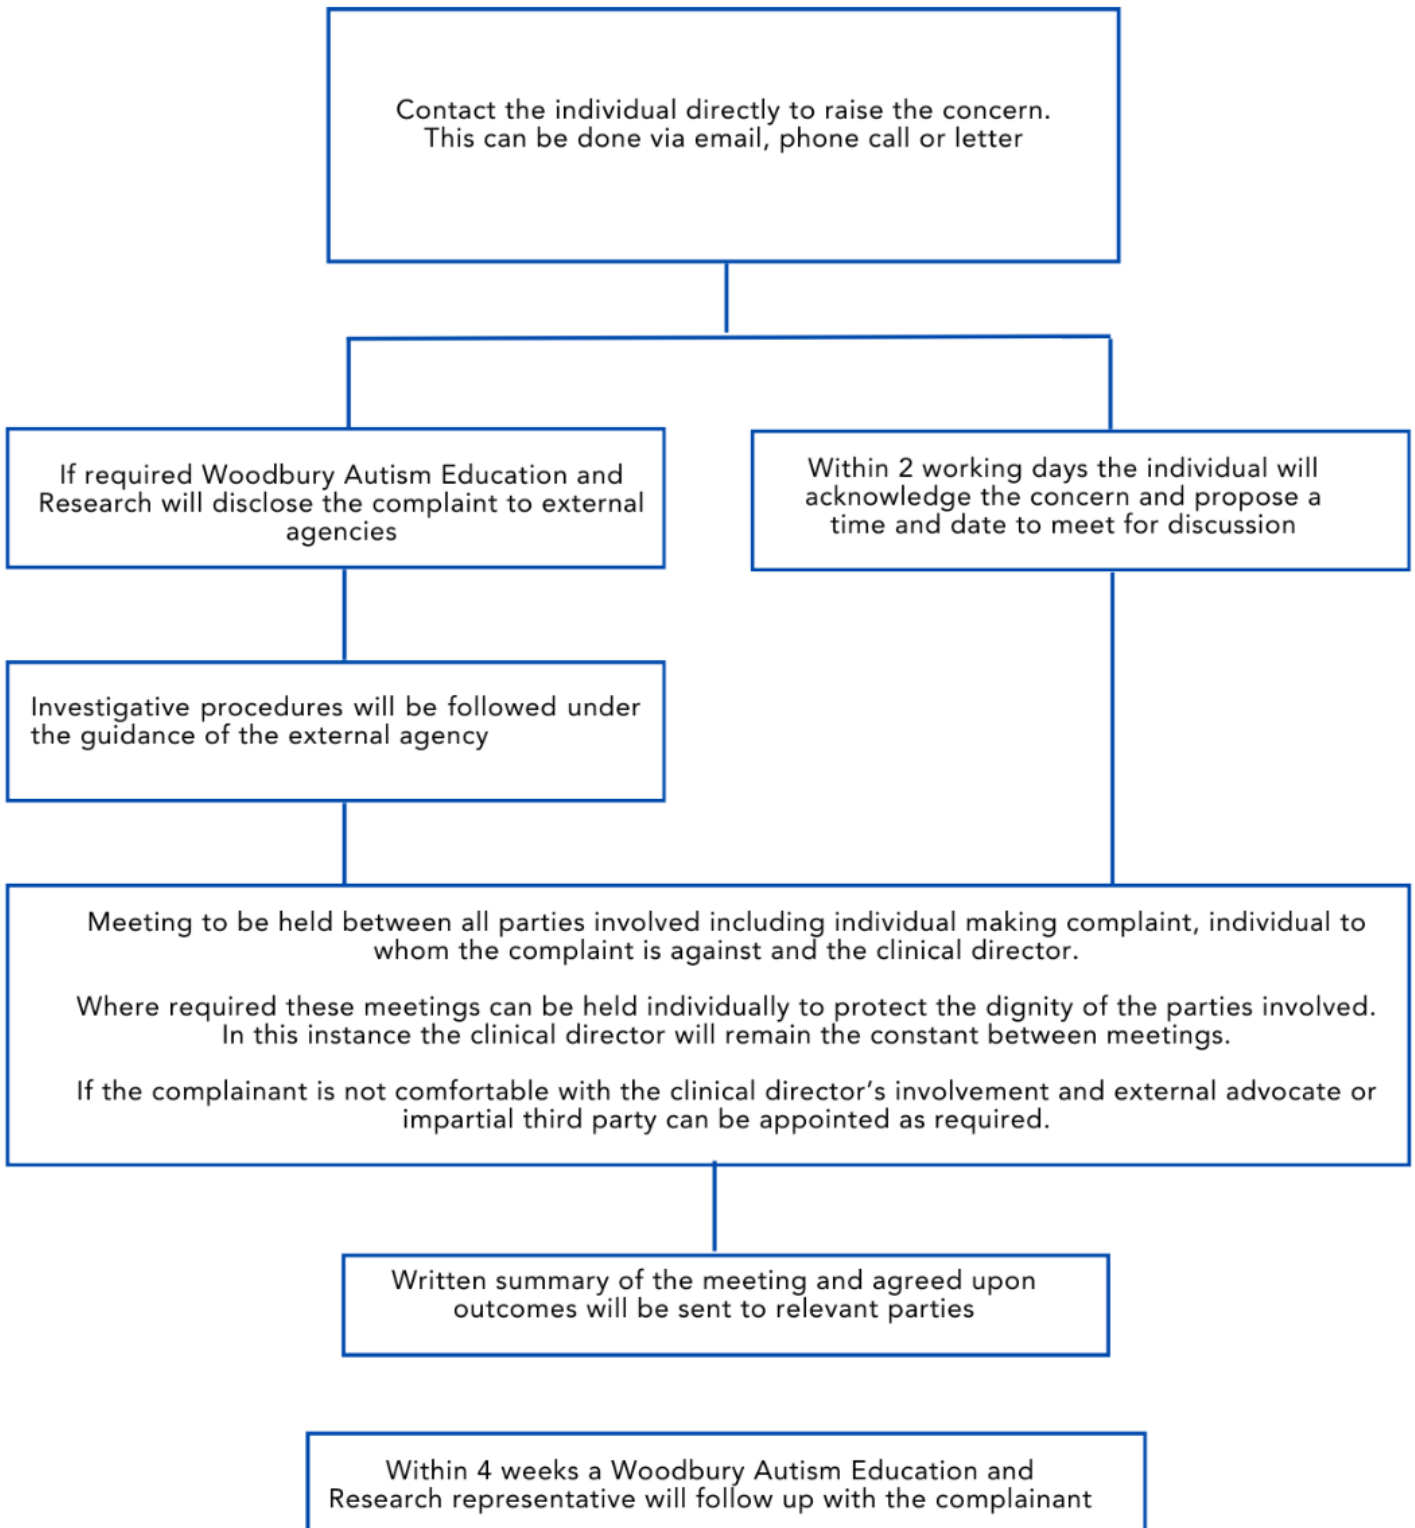 Contact the individual directly to raise the concern.
This can be done via email, phone call or letter
If required Woodbury Autism Education and
Research will disclose the complaint to external
agencies
Within 2 working days the individual will
acknowledge the concern and propose a
time and date to meet for discussion
Investigative procedures will be followed under
the guidance of the external agency
Meeting to be held between all parties involved including individual making complaint, individual to
whom the complaint is against and the clinical director.
Where required these meetings can be held individually to protect the dignity of the parties involved.
In this instance the clinical director will remain the constant between meetings.
If the complainant is not comfortable with the clinical director’s involvement and external advocate or
impartial third party can be appointed as required.
Written summary of the meeting and agreed upon
outcomes will be sent to relevant parties
Within 4 weeks a Woodbury Autism Education and
Research representative will follow up with the complainant